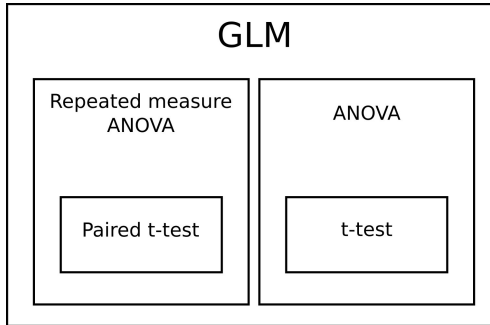 GLM
Repeated measure
ANOVA
ANOVA
Paired t-test
t-test